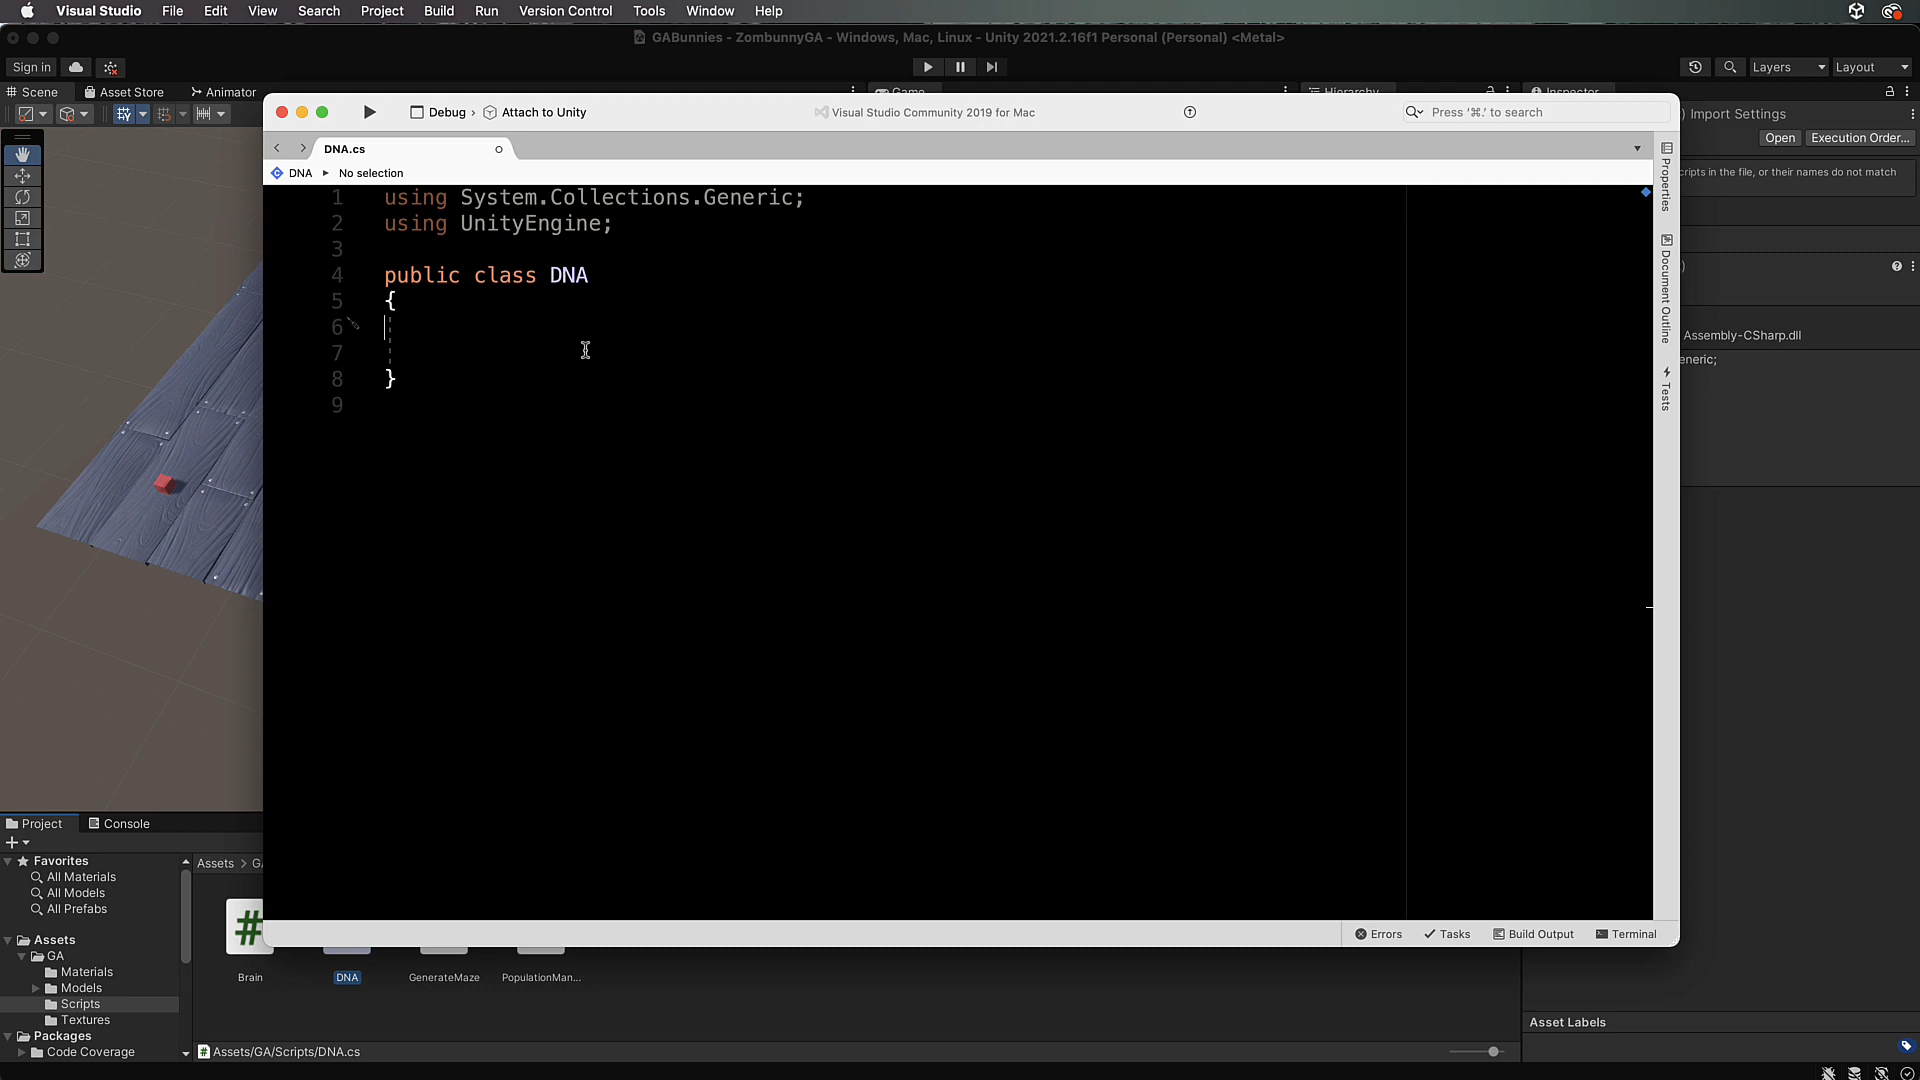 Visual Studio File Edit View Search Project Build Run Version Control Tools Window Help
GABunnies - ZombunnyGA - Windows, Mac, Linux - Unity 2021.2.16f1 Personal (Personal) <Metal>
Sign in Layers Layout
Scene Asset Store Animator Game Hierarchy Inspector
Debug › Attach to Unity Visual Studio Community 2019 for Mac Press '⌘.' to search
) Import Settings
Open Execution Order...
DNA.cs
DNA ▸ No selection
cripts in the file, or their names do not match
1 using System.Collections.Generic;
2 using UnityEngine;
3
4 public class DNA
5 {
6
7
8 }
9
Properties
Document Outline
Tests
)
Assembly-CSharp.dll
eneric;
Project Console
Favorites
All Materials
All Models
All Prefabs
Assets
GA
Materials
Models
Scripts
Textures
Packages
Code Coverage
Assets > G
Errors Tasks Build Output Terminal
Brain DNA GenerateMaze PopulationMan...
Assets/GA/Scripts/DNA.cs
Asset Labels